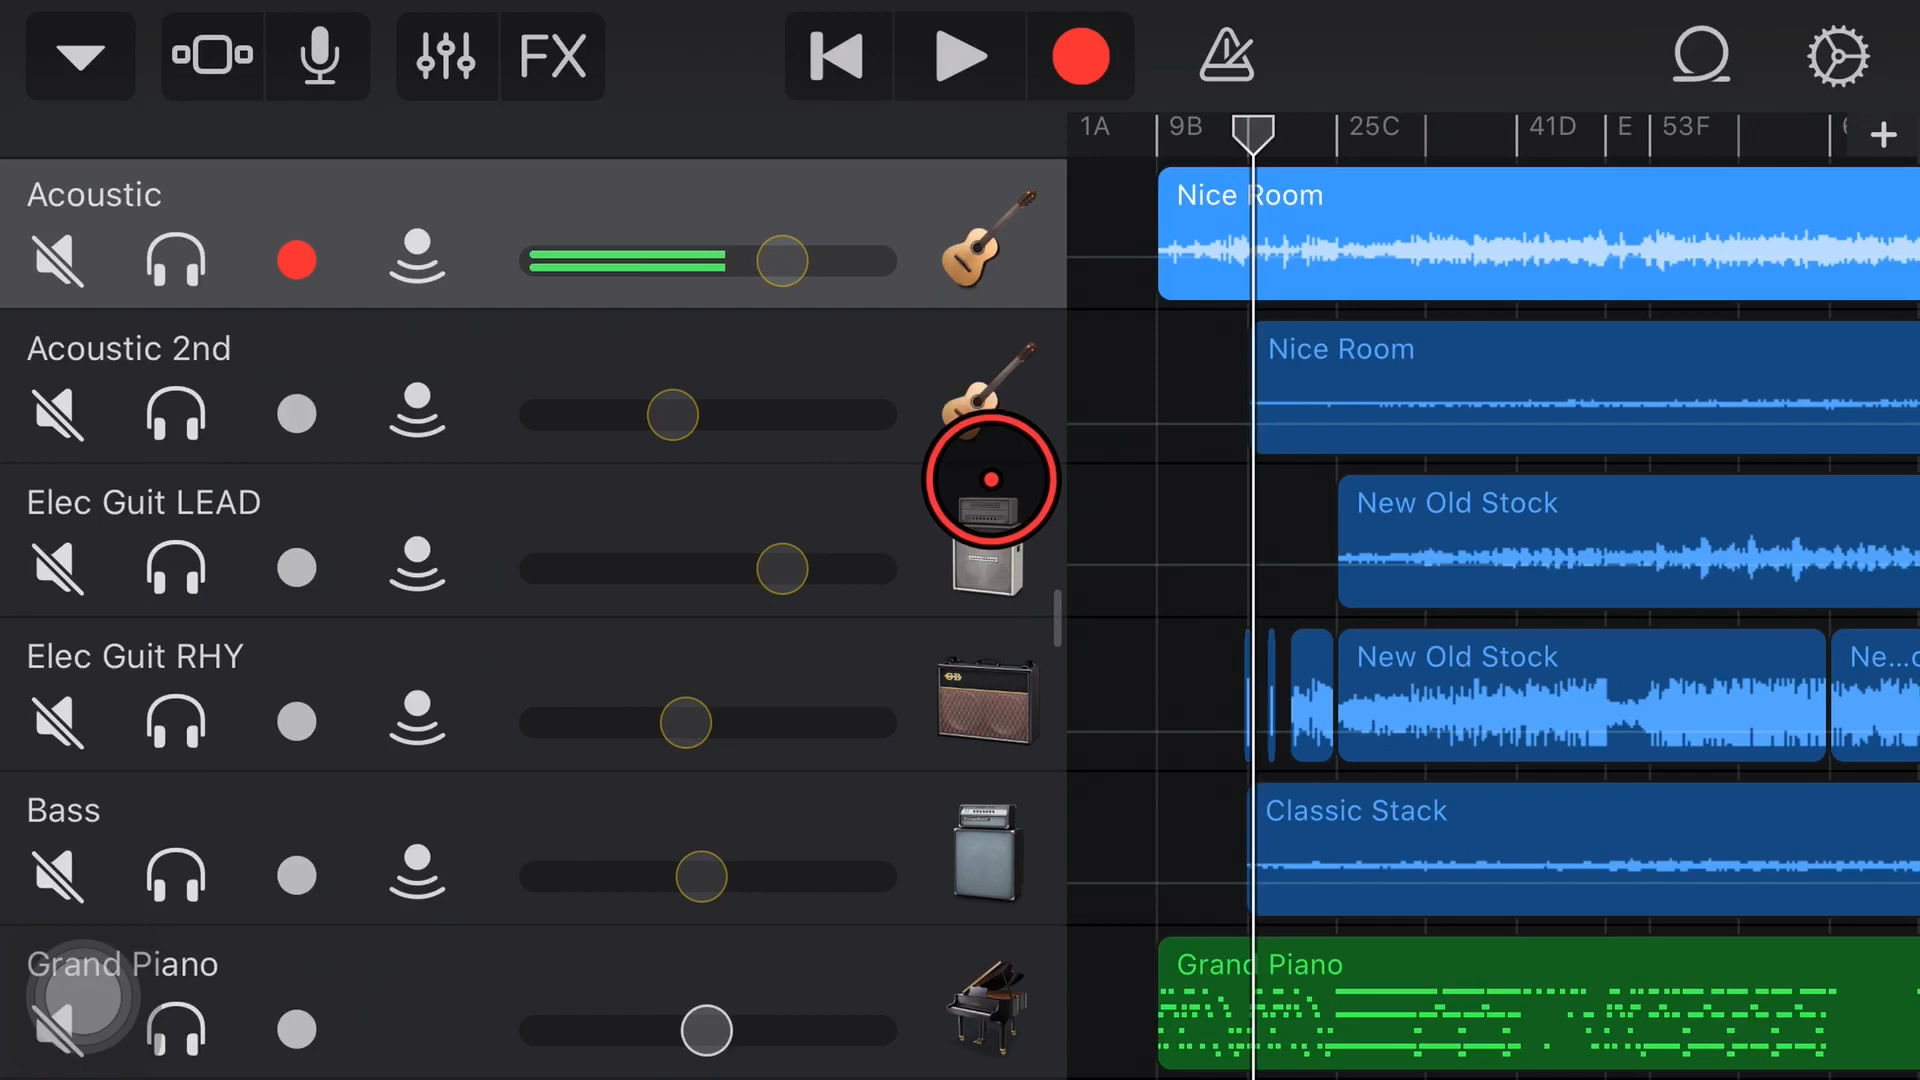 FX
1A 9B 25C 41D E 53F
Acoustic
Nice Room
Acoustic 2nd
Nice Room
Elec Guit LEAD
New Old Stock
Elec Guit RHY
New Old Stock
Ne...c
Bass
Classic Stack
Grand Piano
Grand Piano